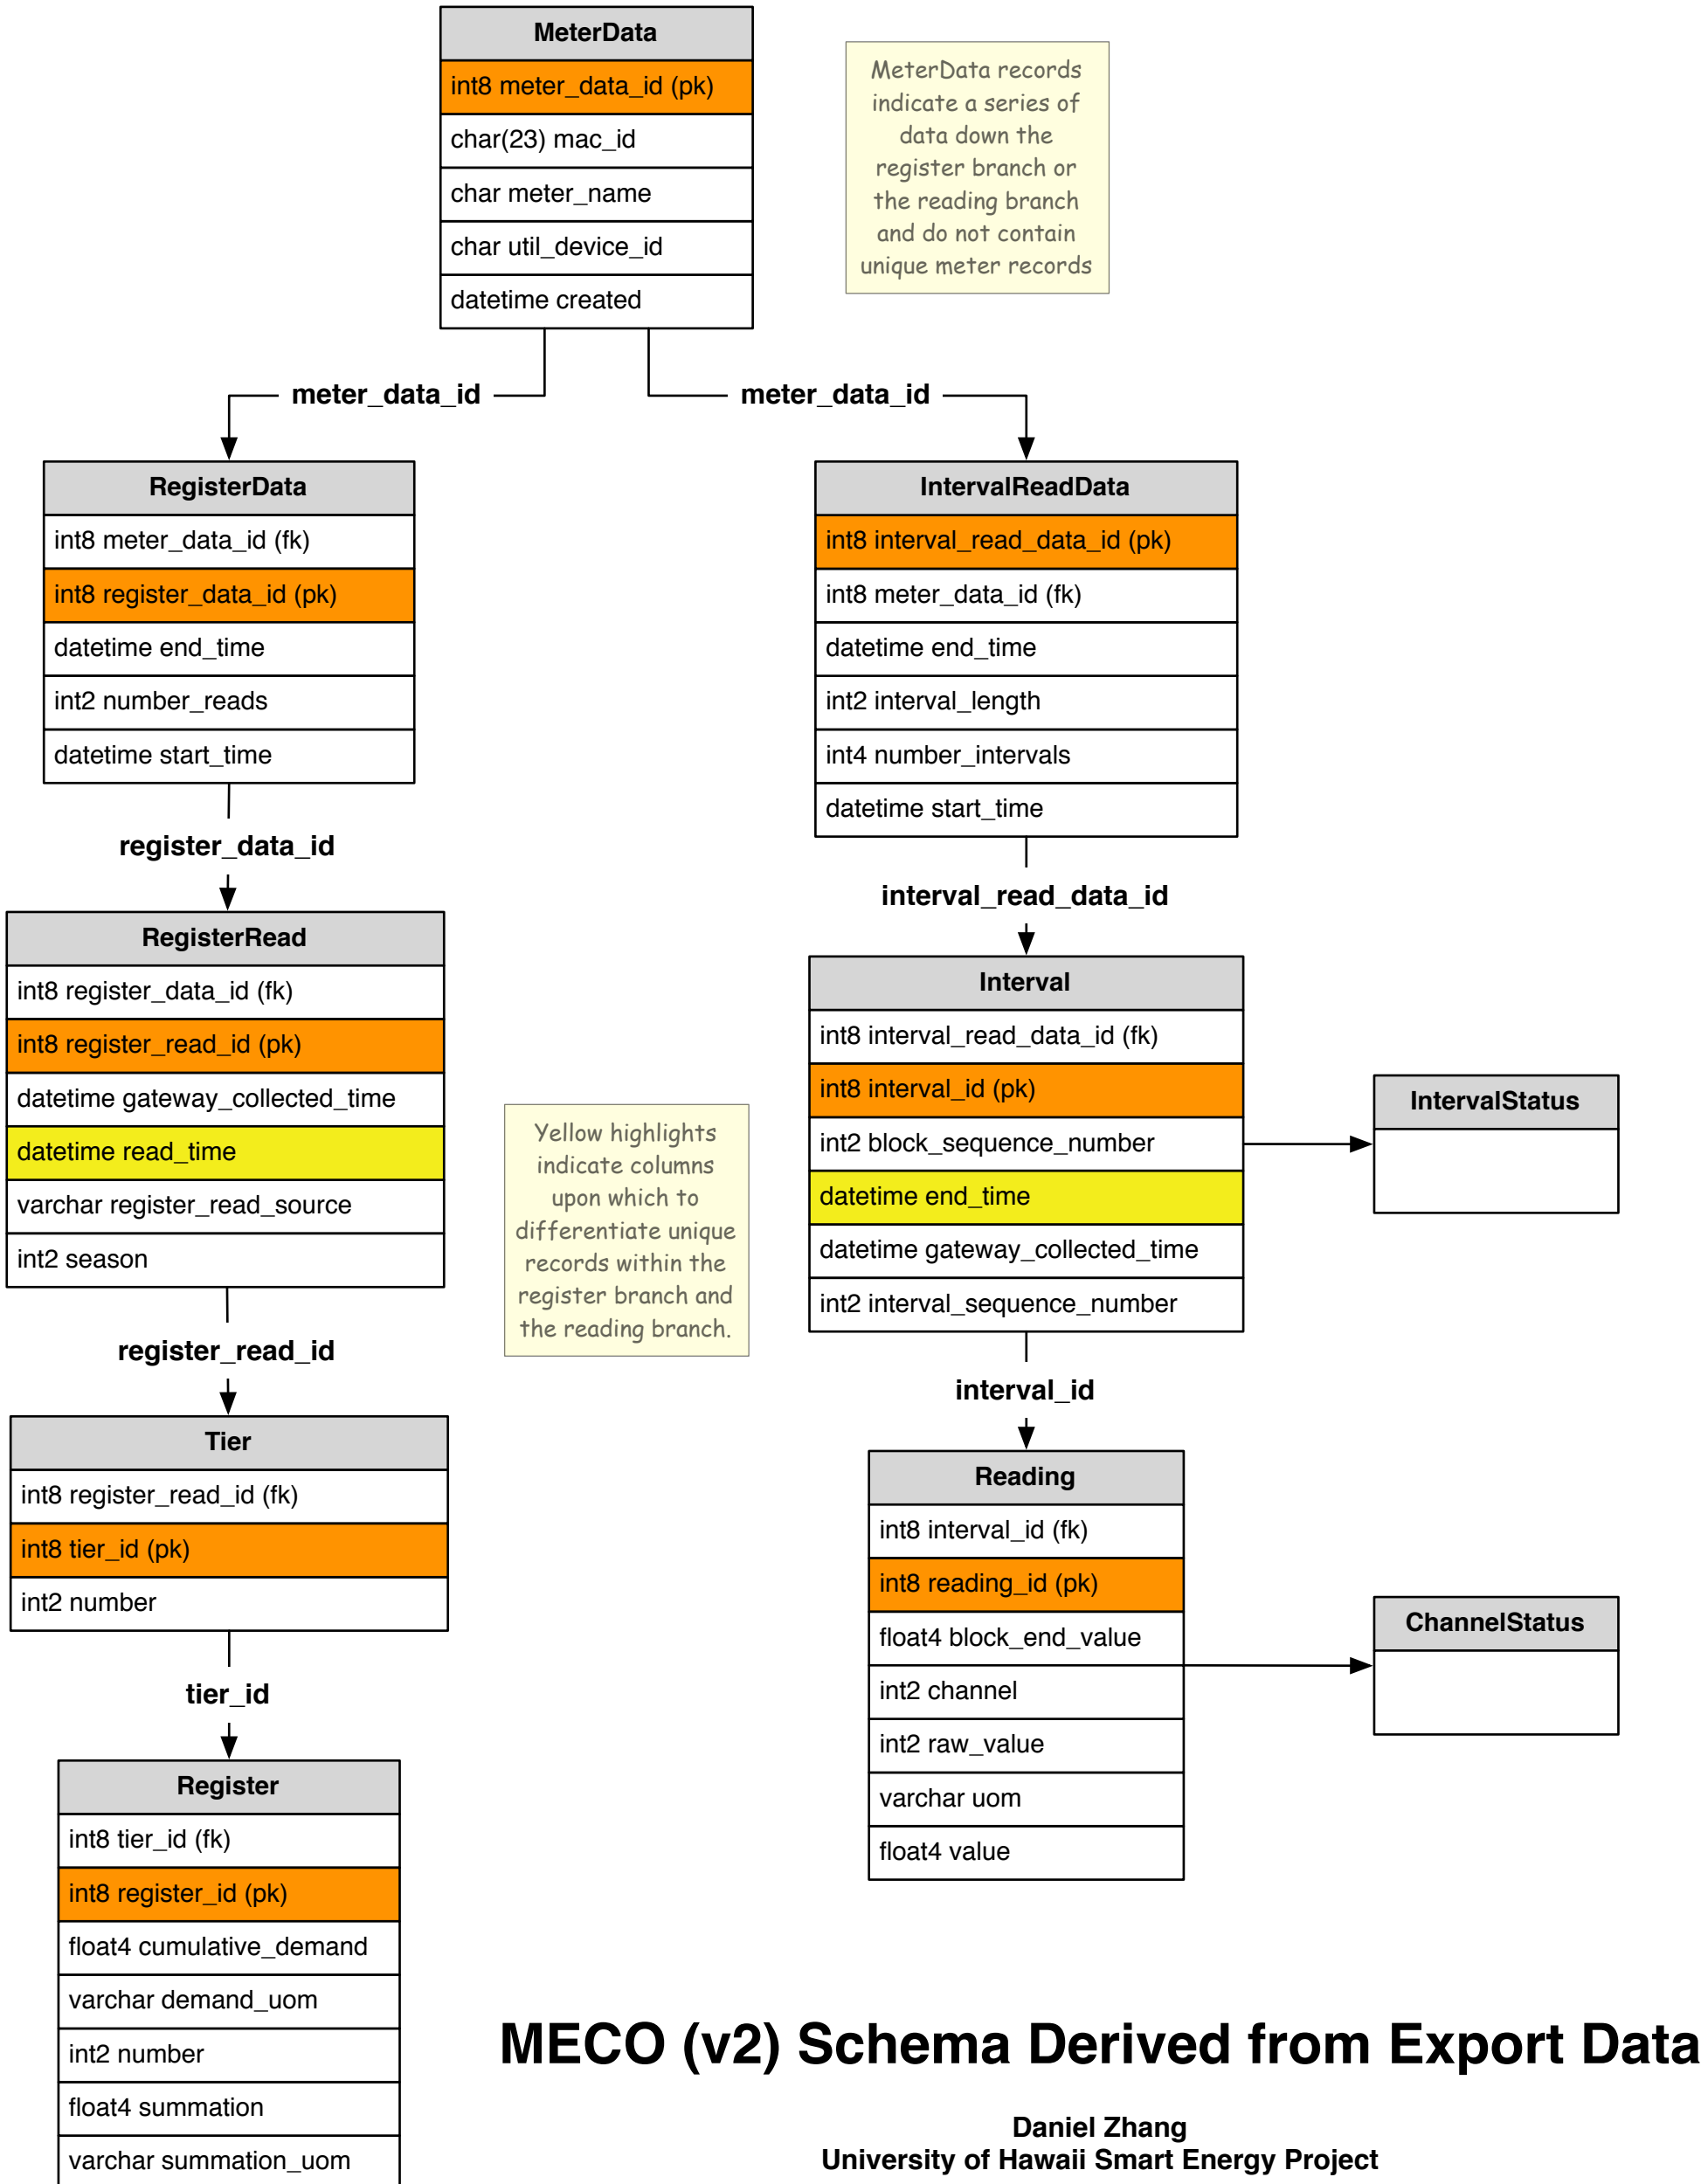 MeterData
int8 meter_data_id (pk)
char(23) mac_id
char meter_name
char util_device_id
datetime created
MeterData records
indicate a series of
data down the
register branch or
the reading branch
and do not contain
unique meter records
meter_data_id
meter_data_id
RegisterData
int8 meter_data_id (fk)
int8 register_data_id (pk)
datetime end_time
int2 number_reads
datetime start_time
register_data_id
RegisterRead
int8 register_data_id (fk)
int8 register_read_id (pk)
datetime gateway_collected_time
datetime read_time
varchar register_read_source
int2 season
register_read_id
Tier
int8 register_read_id (fk)
int8 tier_id (pk)
int2 number
tier_id
Register
int8 tier_id (fk)
int8 register_id (pk)
float4 cumulative_demand
varchar demand_uom
int2 number
float4 summation
varchar summation_uom
Yellow highlights
indicate columns
upon which to
differentiate unique
records within the
register branch and
the reading branch.
IntervalReadData
int8 interval_read_data_id (pk)
int8 meter_data_id (fk)
datetime end_time
int2 interval_length
int4 number_intervals
datetime start_time
interval_read_data_id
Interval
int8 interval_read_data_id (fk)
int8 interval_id (pk)
int2 block_sequence_number
datetime end_time
datetime gateway_collected_time
int2 interval_sequence_number
IntervalStatus
interval_id
Reading
int8 interval_id (fk)
int8 reading_id (pk)
float4 block_end_value
int2 channel
int2 raw_value
varchar uom
float4 value
ChannelStatus
MECO (v2) Schema Derived from Export Data
Daniel Zhang
University of Hawaii Smart Energy Project